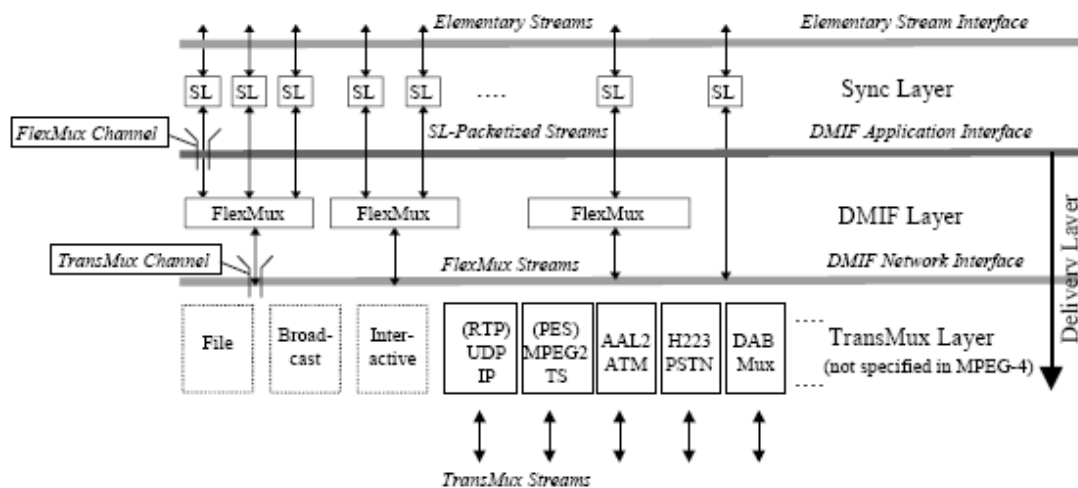 Elementary Streams
Elementary Stream Interface
SL SL SL SL SL .... SL SL
Sync Layer
FlexMux Channel
SL-Packetized Streams
DMIF Application Interface
FlexMux FlexMux FlexMux
DMIF Layer
TransMux Channel
FlexMux Streams
DMIF Network Interface
Delivery Layer
File
Broad-
cast
Inter-
active
(RTP)
UDP
IP
(PES)
MPEG2
TS
AAL2
ATM
H223
PSTN
DAB
Mux
....
TransMux Layer
(not specified in MPEG-4)
....
TransMux Streams